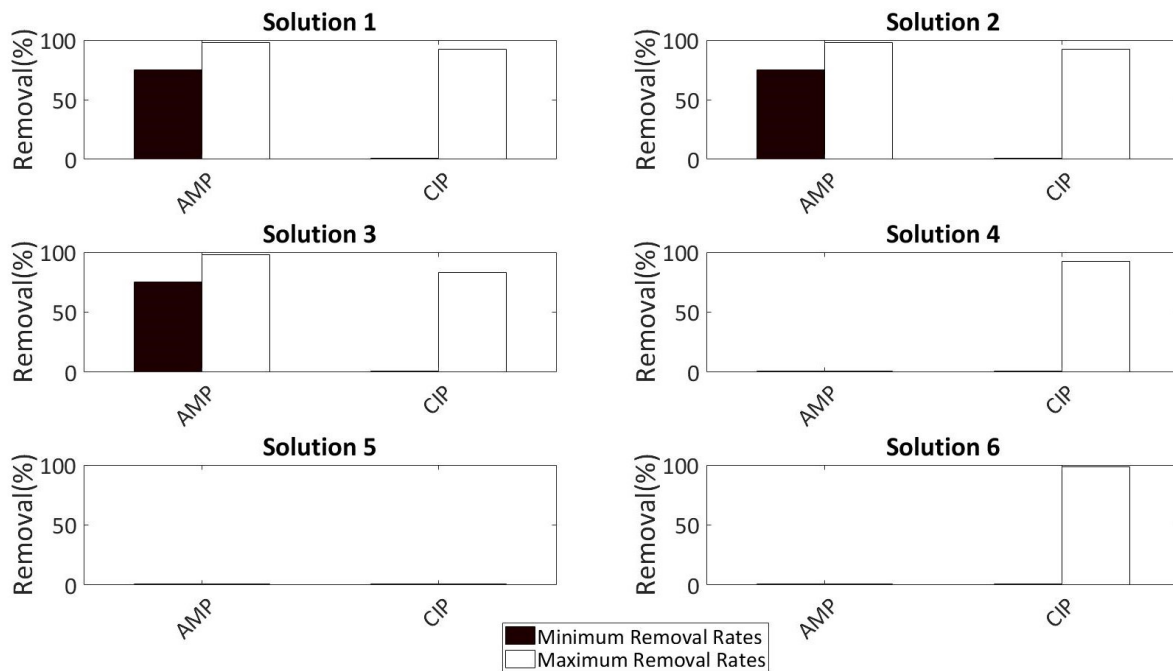 Solution 1
Removal(%)
100
50
0
AMP
CIP
Solution 2
Removal(%)
100
50
0
AMP
CIP
Solution 3
Removal(%)
100
50
0
AMP
CIP
Solution 4
Removal(%)
100
50
0
AMP
CIP
Solution 5
Removal(%)
100
50
0
AMP
CIP
Solution 6
Removal(%)
100
50
0
AMP
CIP
Minimum Removal Rates
Maximum Removal Rates